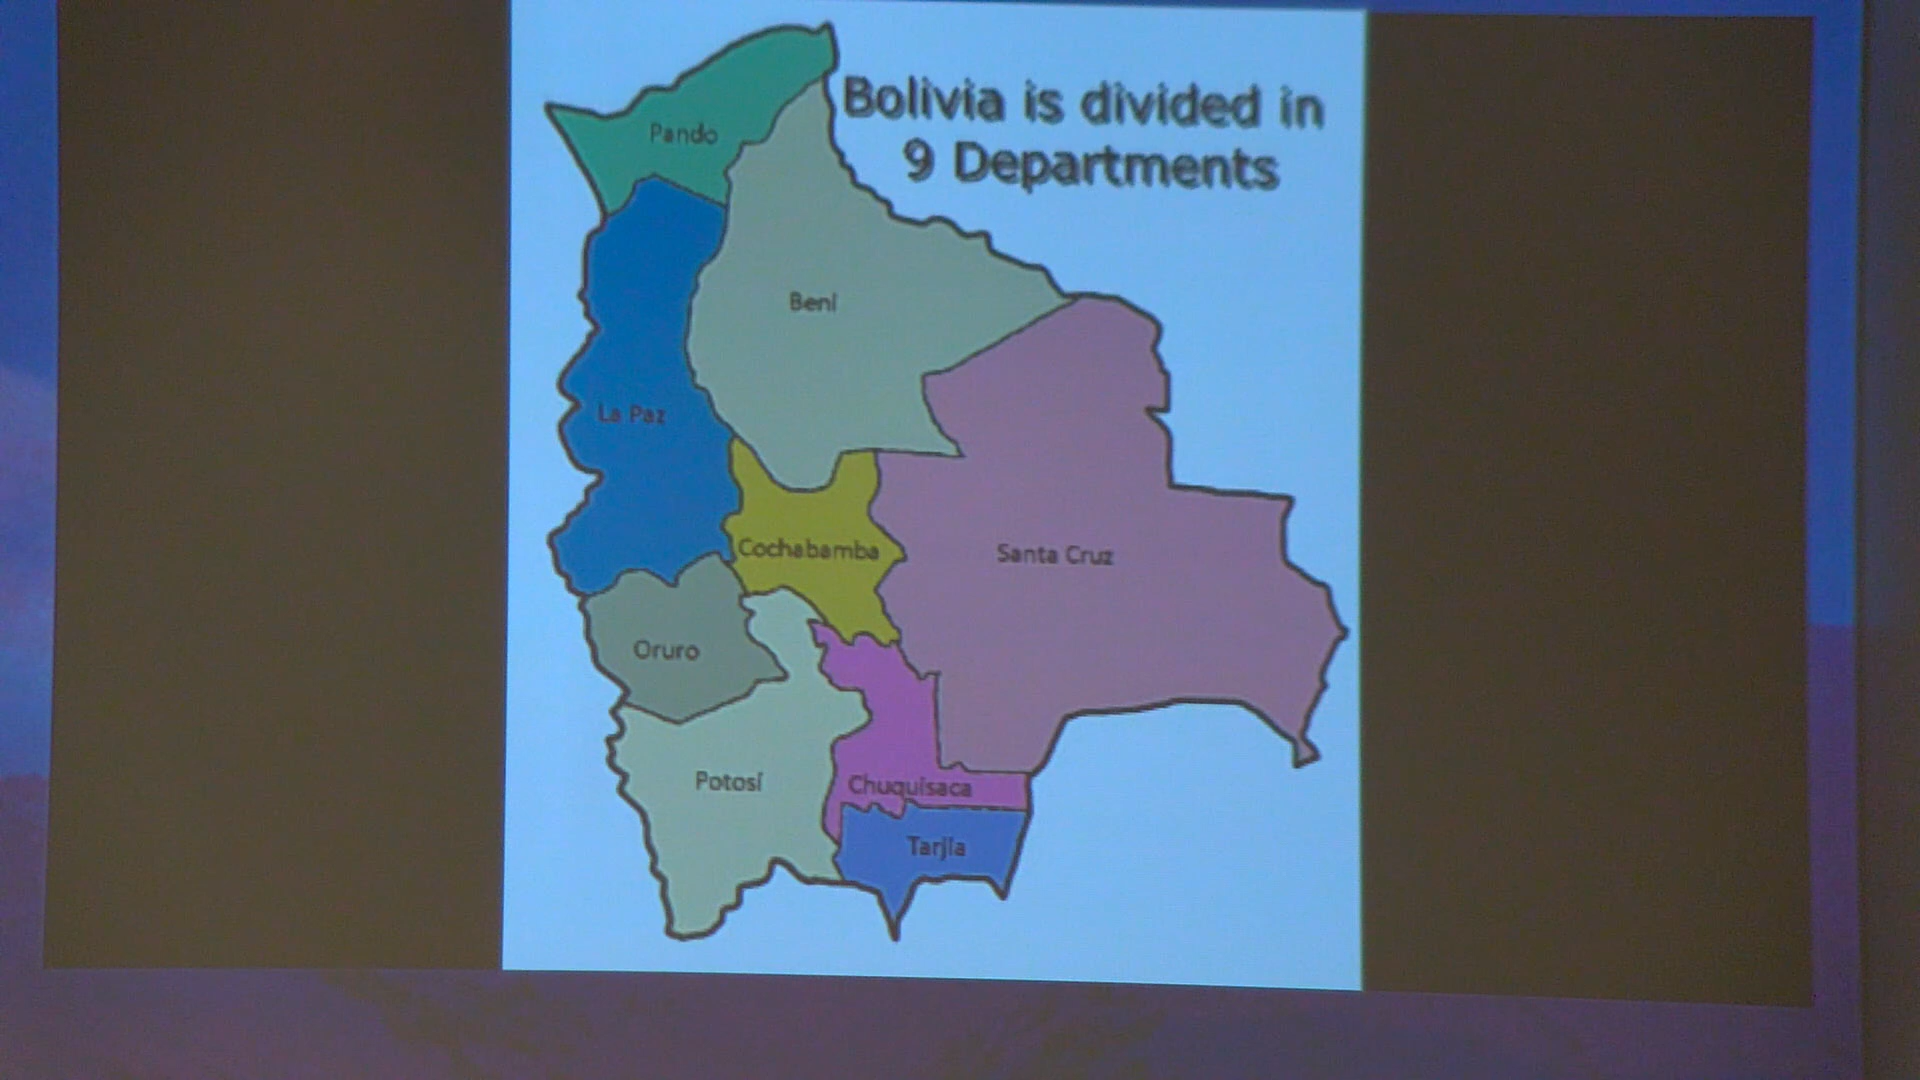 Bolivia is divided in
9 Departments
Pando
Beni
La Paz
Cochabamba
Santa Cruz
Oruro
Potosí
Chuquisaca
Tarjia